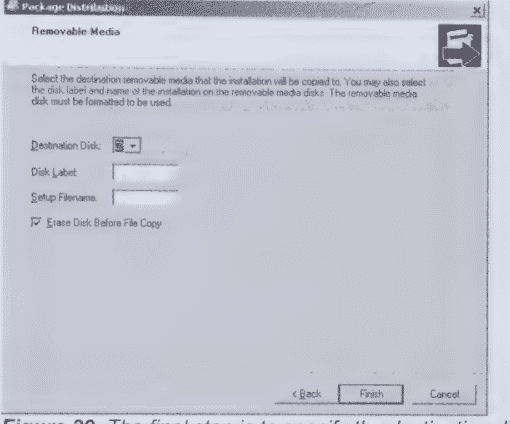 Package Distribution
Removable Media
Select the destination removable media that the installation will be copied to. You may also select
the disk label and name of the installation on the removable media disks. The removable media
disk must be formatted to be used.
Destination Disk:
Disk Label:
Setup Filename:
Erase Disk Before File Copy
< Back
Finish
Cancel
Figure 20. The final step is to specify the destination